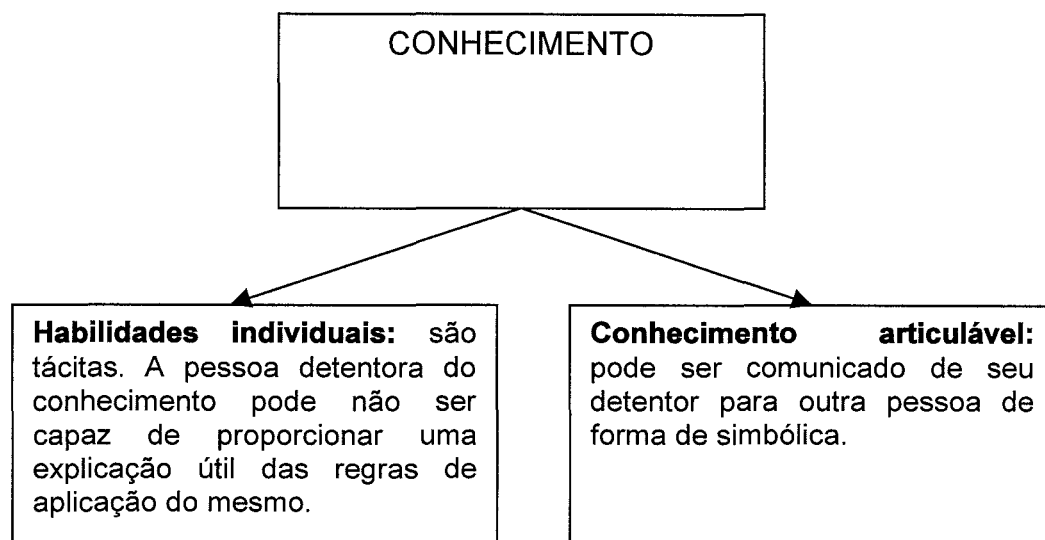 CONHECIMENTO
Habilidades individuais: são
tácitas. A pessoa detentora do
conhecimento pode não ser
capaz de proporcionar uma
explicação útil das regras de
aplicação do mesmo.
Conhecimento articulável:
pode ser comunicado de seu
detentor para outra pessoa de
forma de simbólica.